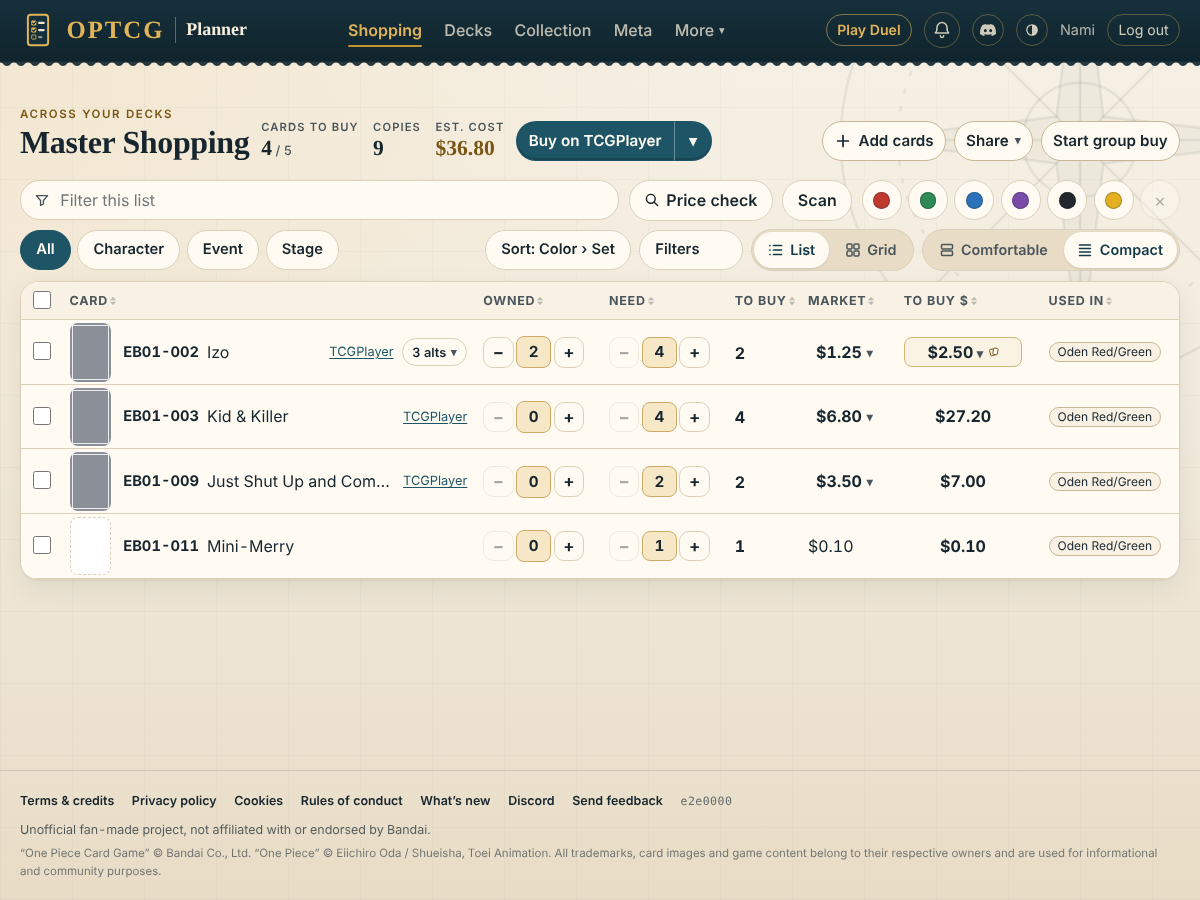 OPTCG Planner Shopping Decks Collection Meta More ▾ Play Duel Nami Log out
ACROSS YOUR DECKS
Master Shopping
CARDS TO BUY
4 / 5
COPIES
9
EST. COST
$36.80
Buy on TCGPlayer ▼
+ Add cards
Share ▾
Start group buy
Filter this list
Price check
Scan
×
All Character Event Stage Sort: Color › Set Filters List Grid Comfortable Compact
CARD OWNED NEED TO BUY MARKET TO BUY $ USED IN
EB01-002 Izo TCGPlayer 3 alts ▾ − 2 + − 4 + 2 $1.25 ▾ $2.50 ▾ Oden Red/Green
EB01-003 Kid & Killer TCGPlayer − 0 + − 4 + 4 $6.80 ▾ $27.20 Oden Red/Green
EB01-009 Just Shut Up and Com... TCGPlayer − 0 + − 2 + 2 $3.50 ▾ $7.00 Oden Red/Green
EB01-011 Mini-Merry − 0 + − 1 + 1 $0.10 $0.10 Oden Red/Green
Terms & credits Privacy policy Cookies Rules of conduct What's new Discord Send feedback e2e0000
Unofficial fan-made project, not affiliated with or endorsed by Bandai.
“One Piece Card Game” © Bandai Co., Ltd. “One Piece” © Eiichiro Oda / Shueisha, Toei Animation. All trademarks, card images and game content belong to their respective owners and are used for informational
and community purposes.